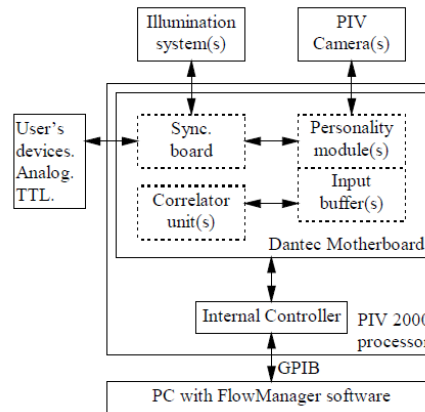 Illumination
system(s)
PIV
Camera(s)
User's
devices.
Analog.
TTL.
Sync.
board
Personality
module(s)
Correlator
unit(s)
Input
buffer(s)
Dantec Motherboard
Internal Controller
PIV 2000
processor
GPIB
PC with FlowManager software